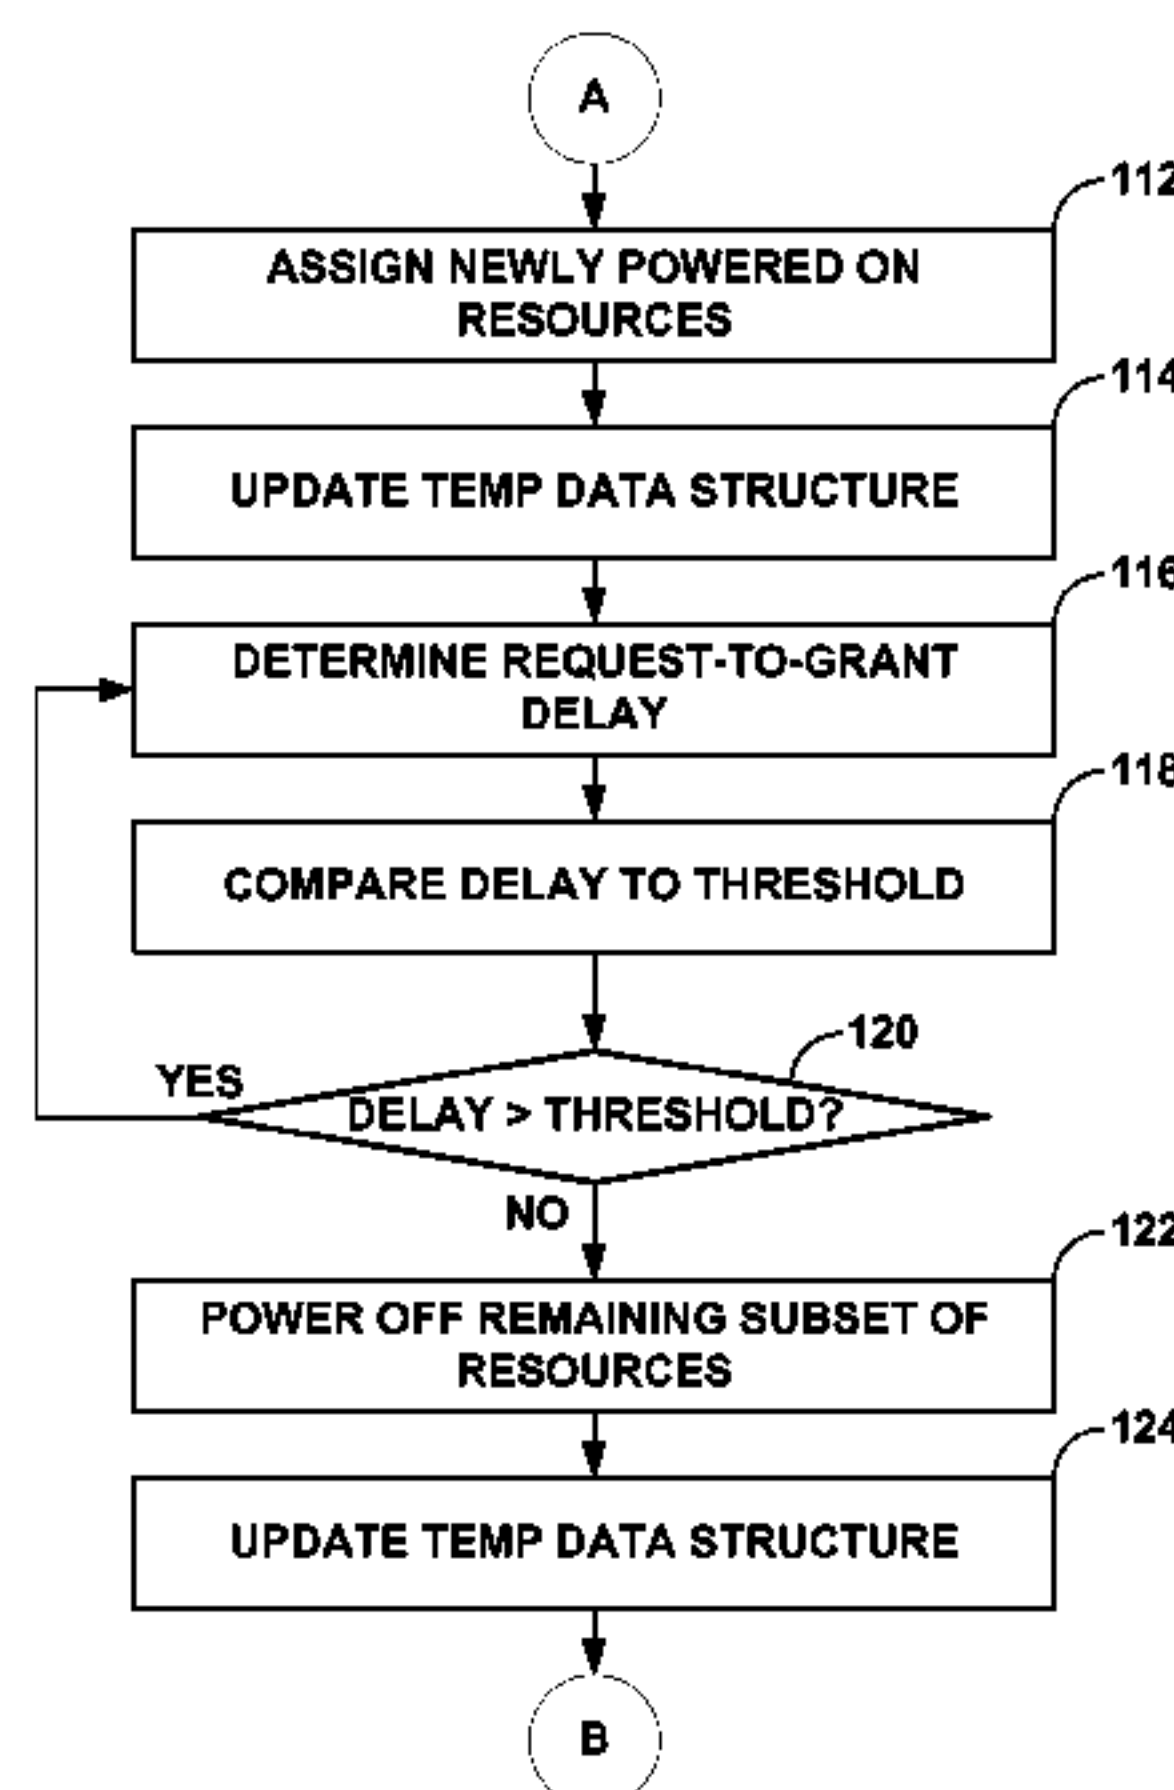 A
112
ASSIGN NEWLY POWERED ON
RESOURCES
114
UPDATE TEMP DATA STRUCTURE
116
DETERMINE REQUEST-TO-GRANT
DELAY
118
COMPARE DELAY TO THRESHOLD
120
YES
DELAY > THRESHOLD?
NO
122
POWER OFF REMAINING SUBSET OF
RESOURCES
124
UPDATE TEMP DATA STRUCTURE
B